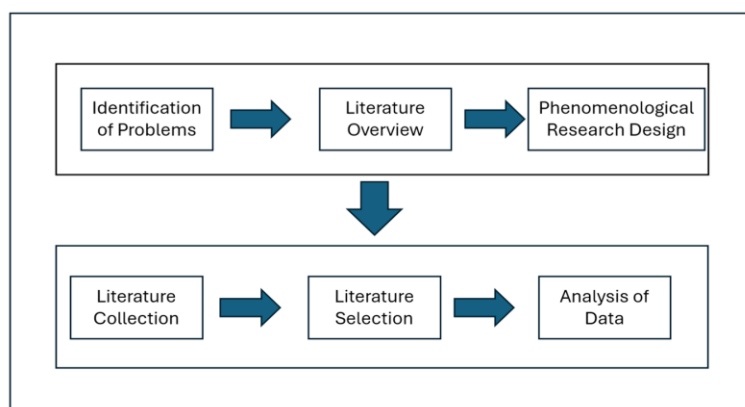 Identification
of Problems
Literature
Overview
Phenomenological
Research Design
Literature
Collection
Literature
Selection
Analysis of
Data